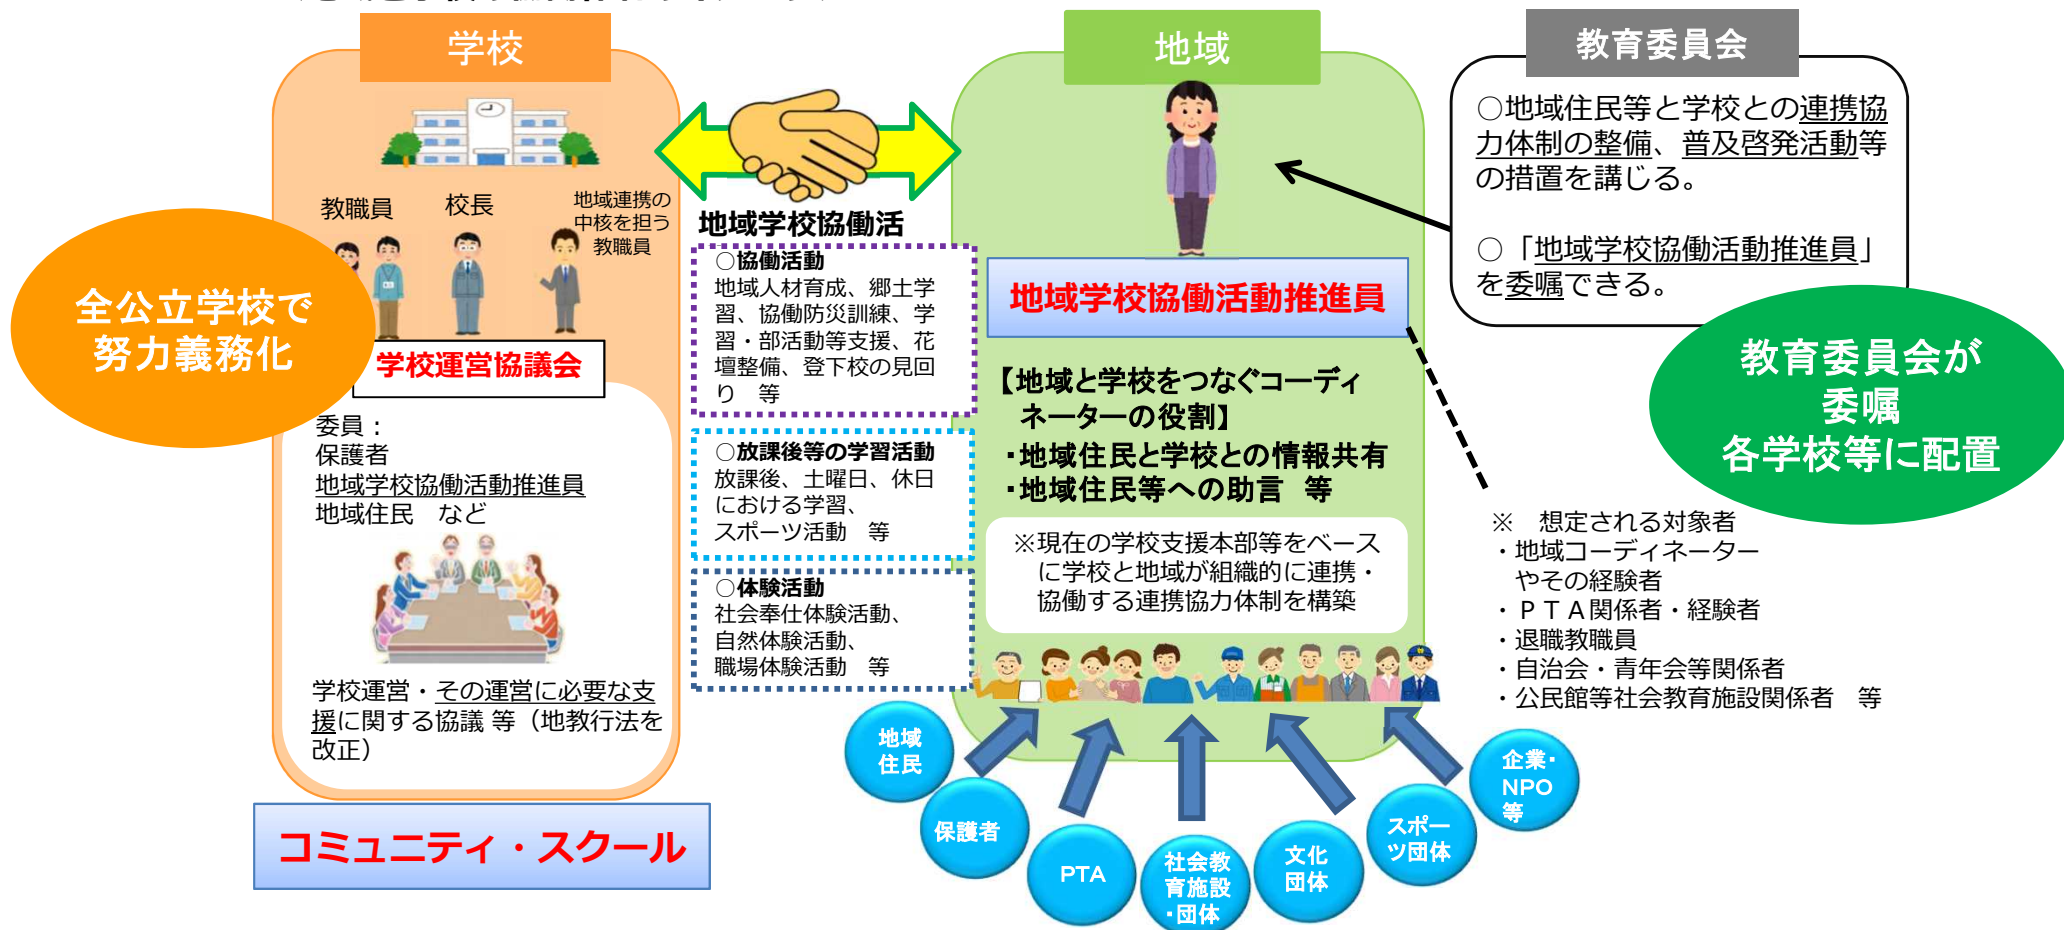 学校
教職員
校長
地域連携の
中核を担う
教職員
全公立学校で
努力義務化
学校運営協議会
委員：
保護者
地域学校協働活動推進員
地域住民　など
学校運営・その運営に必要な支
援に関する協議 等（地教行法を
改正）
コミュニティ・スクール
地域学校協働活
○協働活動
地域人材育成、郷土学
習、協働防災訓練、学
習・部活動等支援、花
壇整備、登下校の見回
り　等
○放課後等の学習活動
放課後、土曜日、休日
における学習、
スポーツ活動　等
○体験活動
社会奉仕体験活動、
自然体験活動、
職場体験活動　等
地域
地域学校協働活動推進員
【地域と学校をつなぐコーディ
ネーターの役割】
・地域住民と学校との情報共有
・地域住民等への助言　等
※現在の学校支援本部等をベース
に学校と地域が組織的に連携・
協働する連携協力体制を構築
地域
住民
保護者
PTA
社会教
育施設
・団体
文化
団体
スポー
ツ団体
企業・
NPO
等
教育委員会
○地域住民等と学校との連携協
力体制の整備、普及啓発活動等
の措置を講じる。
○「地域学校協働活動推進員」
を委嘱できる。
教育委員会が
委嘱
各学校等に配置
※　想定される対象者
・地域コーディネーター
やその経験者
・ＰＴＡ関係者・経験者
・退職教職員
・自治会・青年会等関係者
・公民館等社会教育施設関係者　等